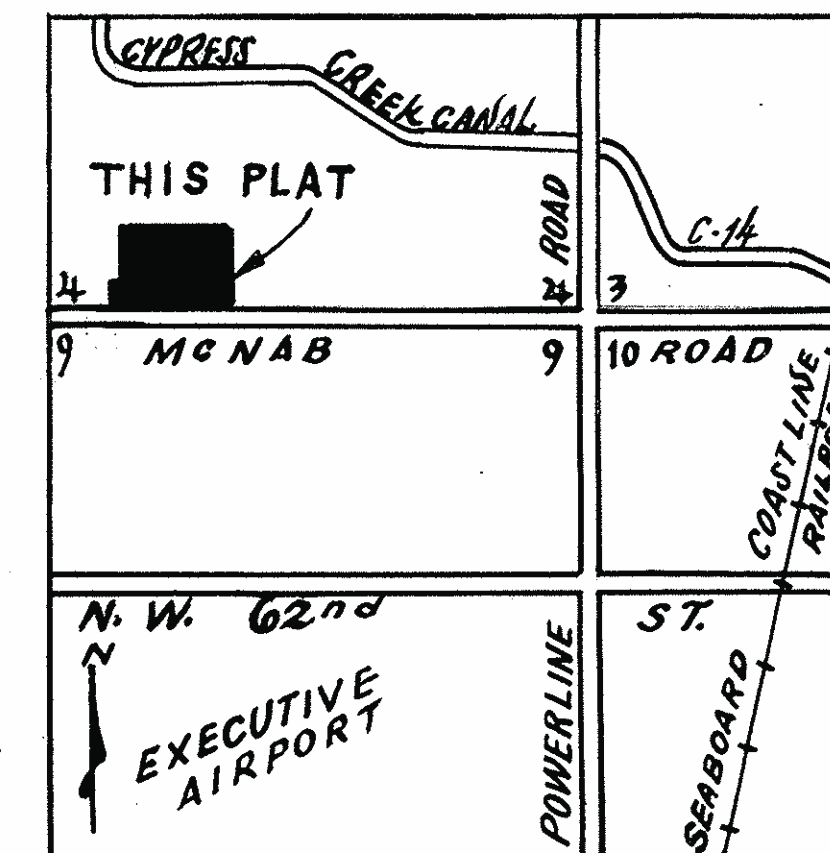 CYPRESS CREEK CANAL
THIS PLAT
ROAD
C-14
4
4
3
9
McNAB
9
10
ROAD
COAST LINE
N. W. 62nd
ST.
N
EXECUTIVE
AIRPORT
POWERLINE
SEABOARD